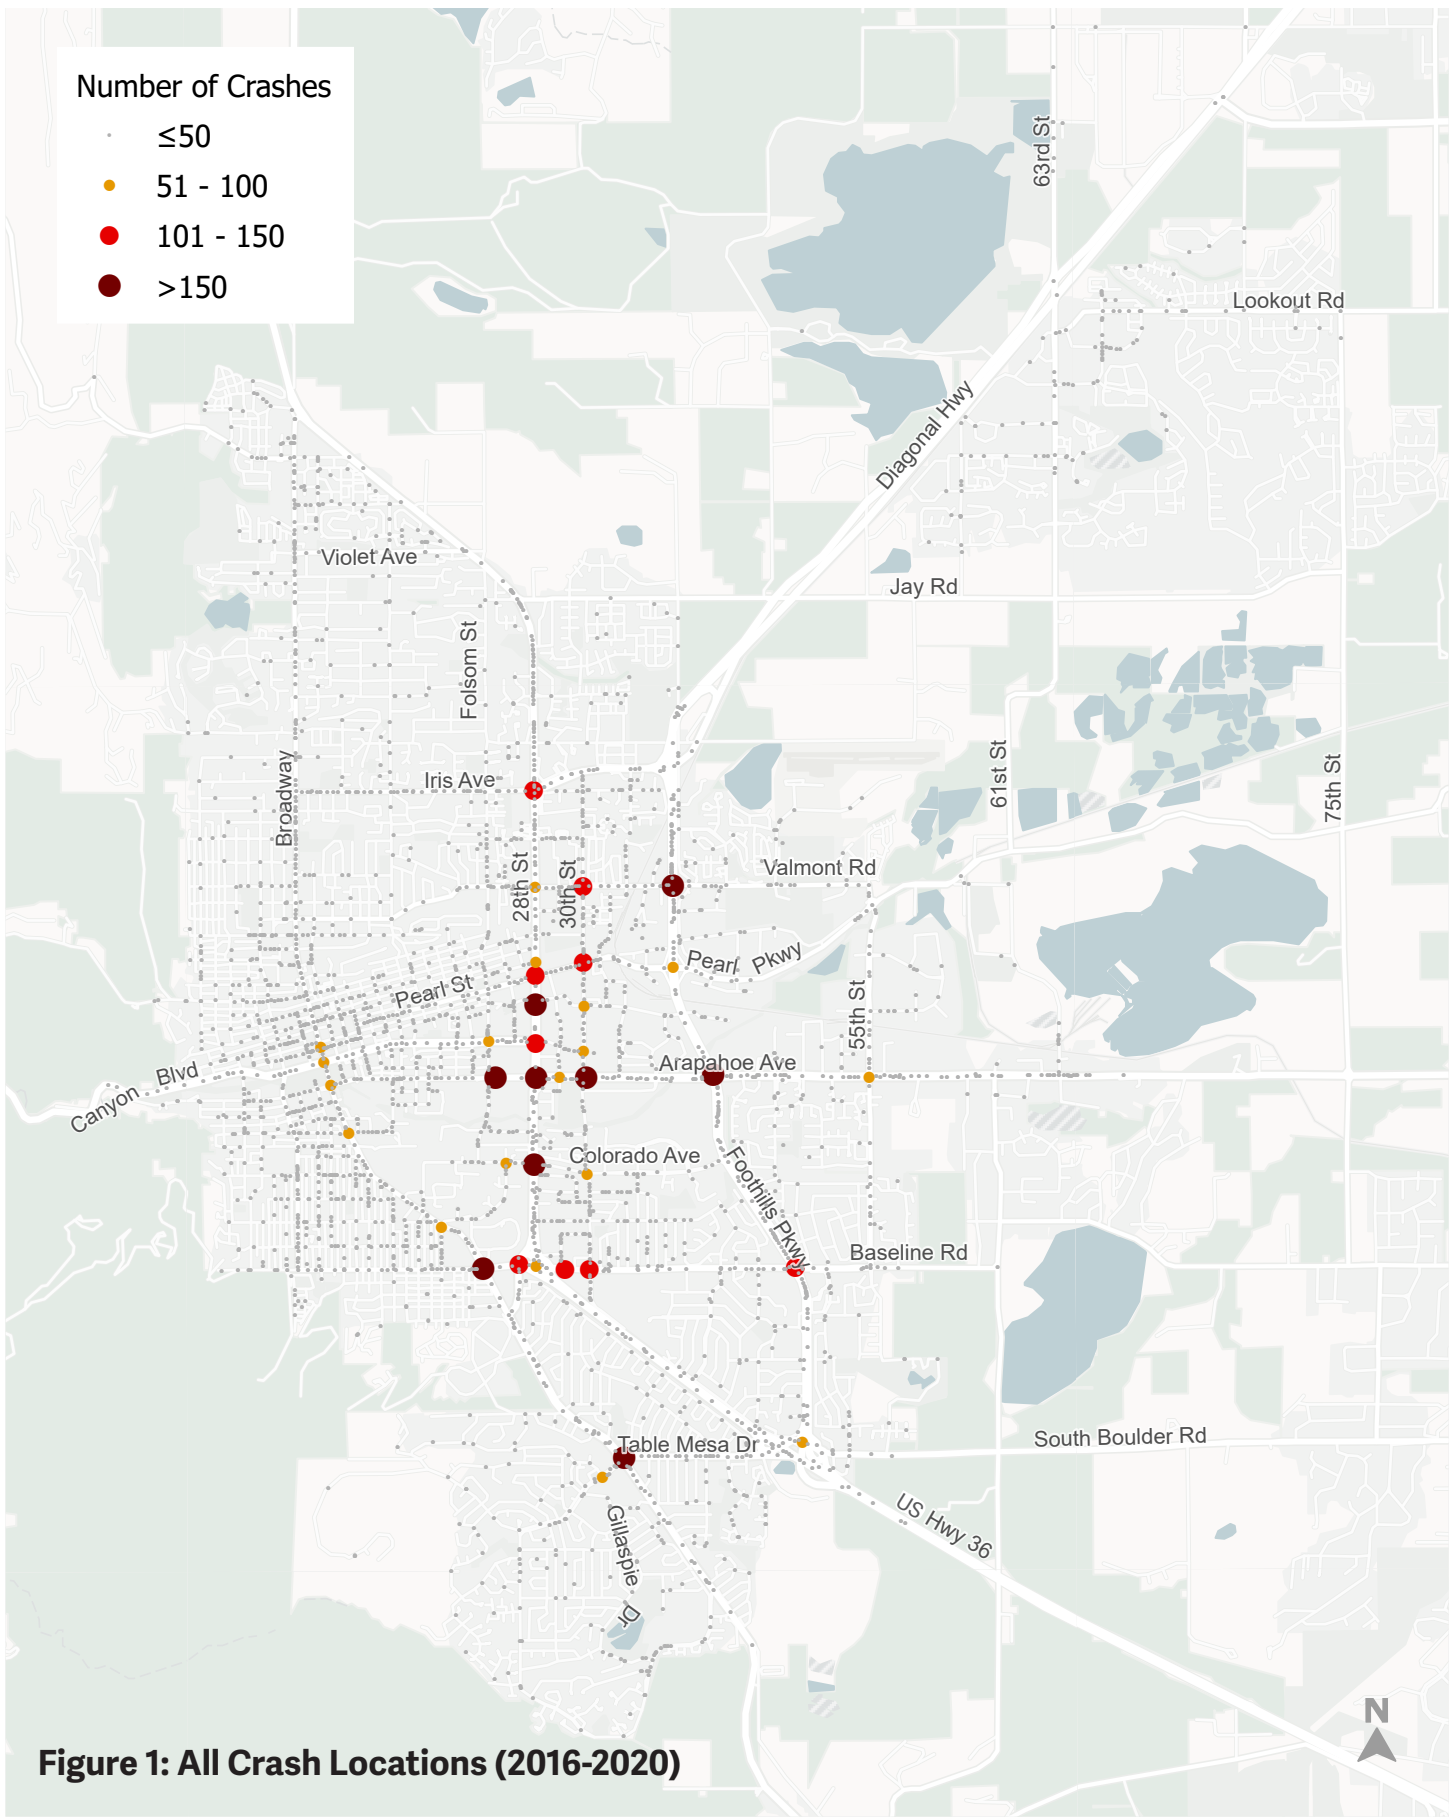 Number of Crashes
≤50
51 - 100
101 - 150
>150
63rd St
Lookout Rd
Diagonal Hwy
Violet Ave
Jay Rd
Folsom St
Broadway
Iris Ave
61st St
75th St
28th St
30th St
Valmont Rd
Pearl Pkwy
Pearl St
55th St
Arapahoe Ave
Canyon Blvd
Colorado Ave
Foothills Pkwy
Baseline Rd
Table Mesa Dr
South Boulder Rd
US Hwy 36
Gillaspie Dr
N
Figure 1: All Crash Locations (2016-2020)